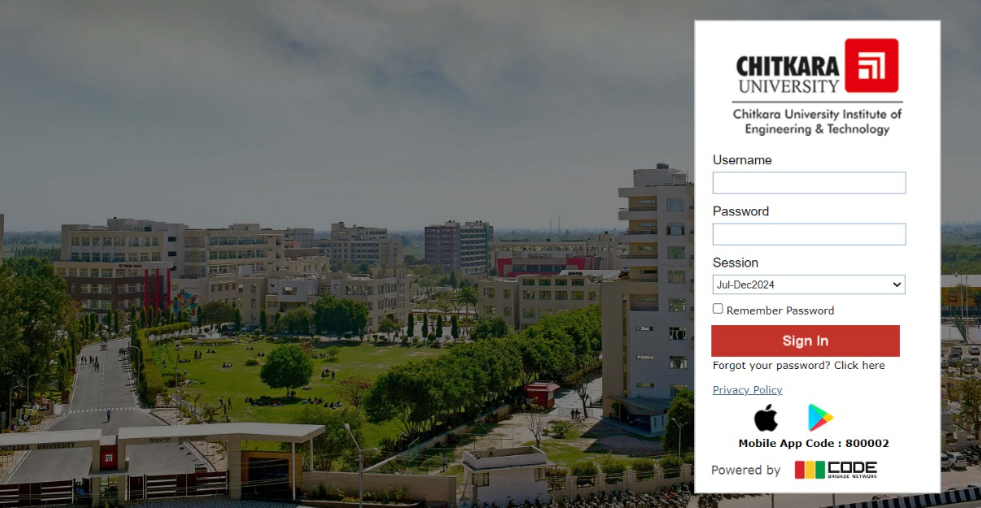 CHITKARA
UNIVERSITY
Chitkara University Institute of
Engineering & Technology
Username
Password
Session
Jul-Dec2024
Remember Password
Sign In
Forgot your password? Click here
Privacy Policy
Mobile App Code : 800002
Powered by CODE
BRIGADE NETWORK
UNIVERSITY